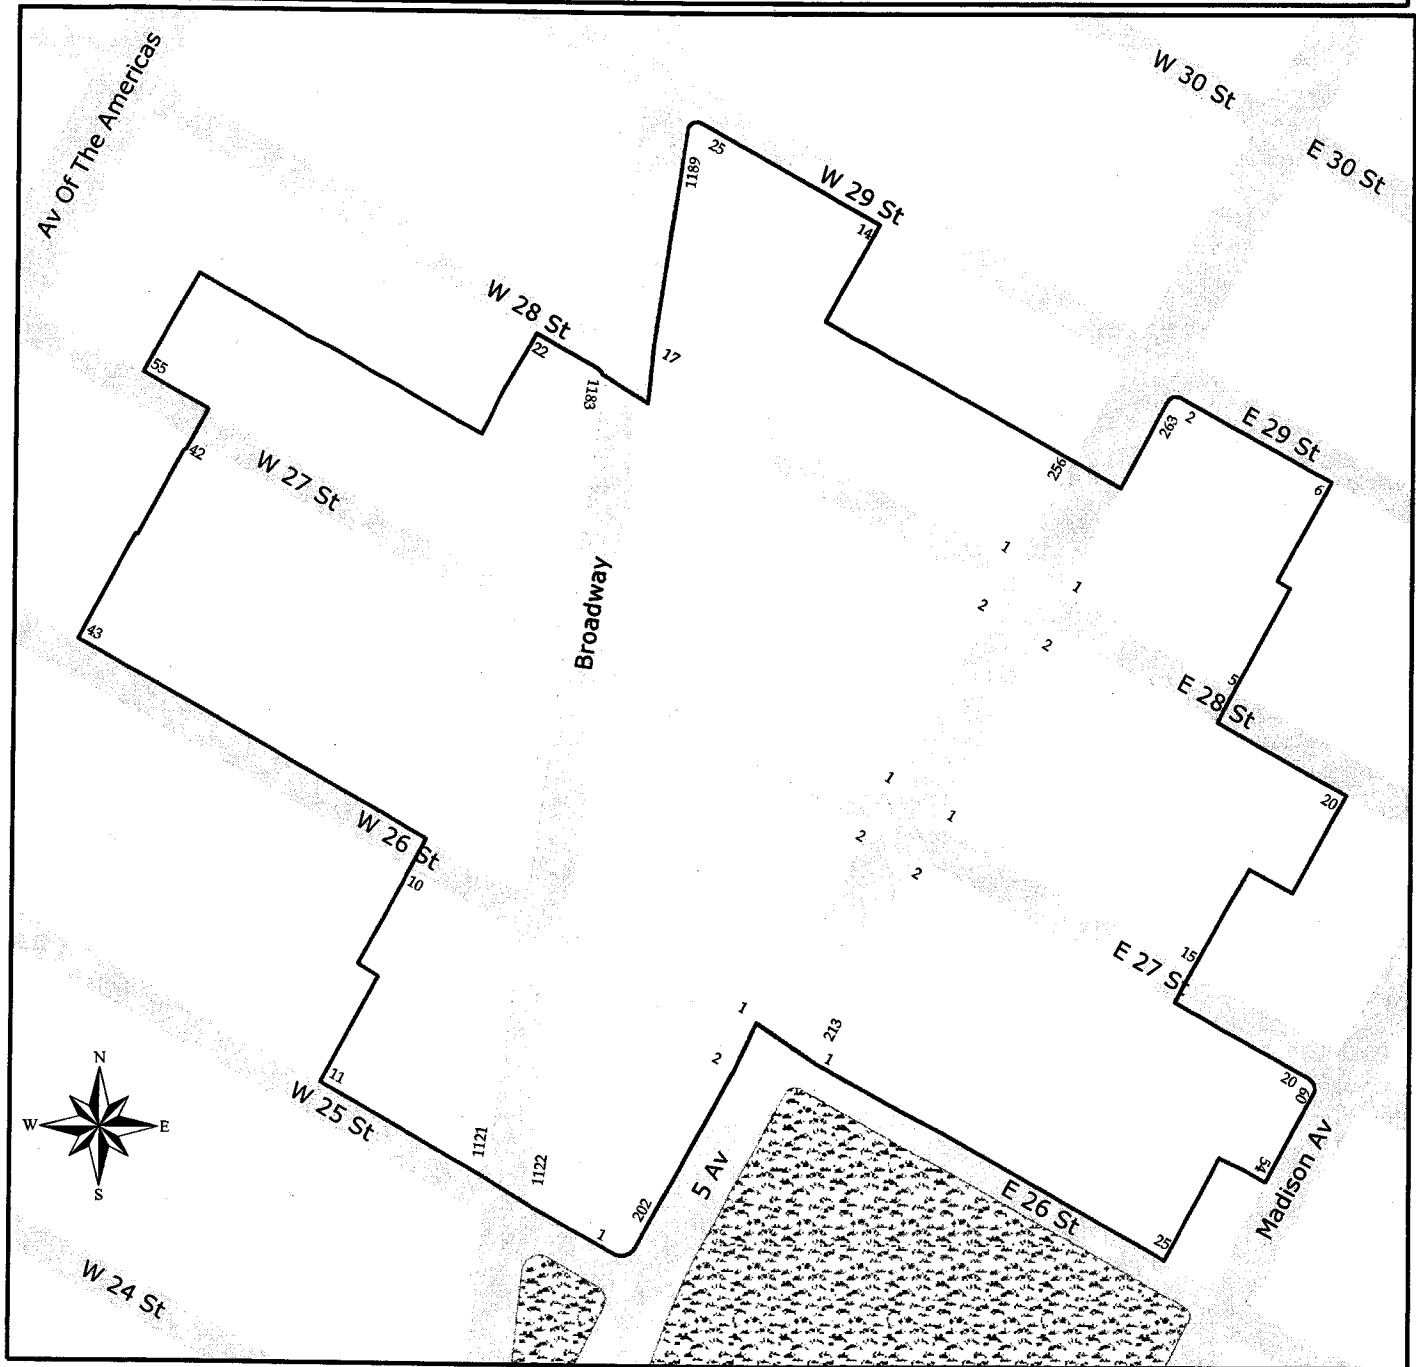 W 30 St
Av Of The Americas
E 30 St
25
1189
W 29 St
14
W 28 St
22
17
1183
55
263
2
E 29 St
42
W 27 St
256
6
1
1
2
2
43
Broadway
5
E 28 St
1
1
2
2
20
W 26 St
10
15
E 27 St
1
213
2
1
11
N
W
E
S
W 25 St
20
60
1121
1122
5 Av
54
Madison Av
202
1
E 26 St
25
W 24 St